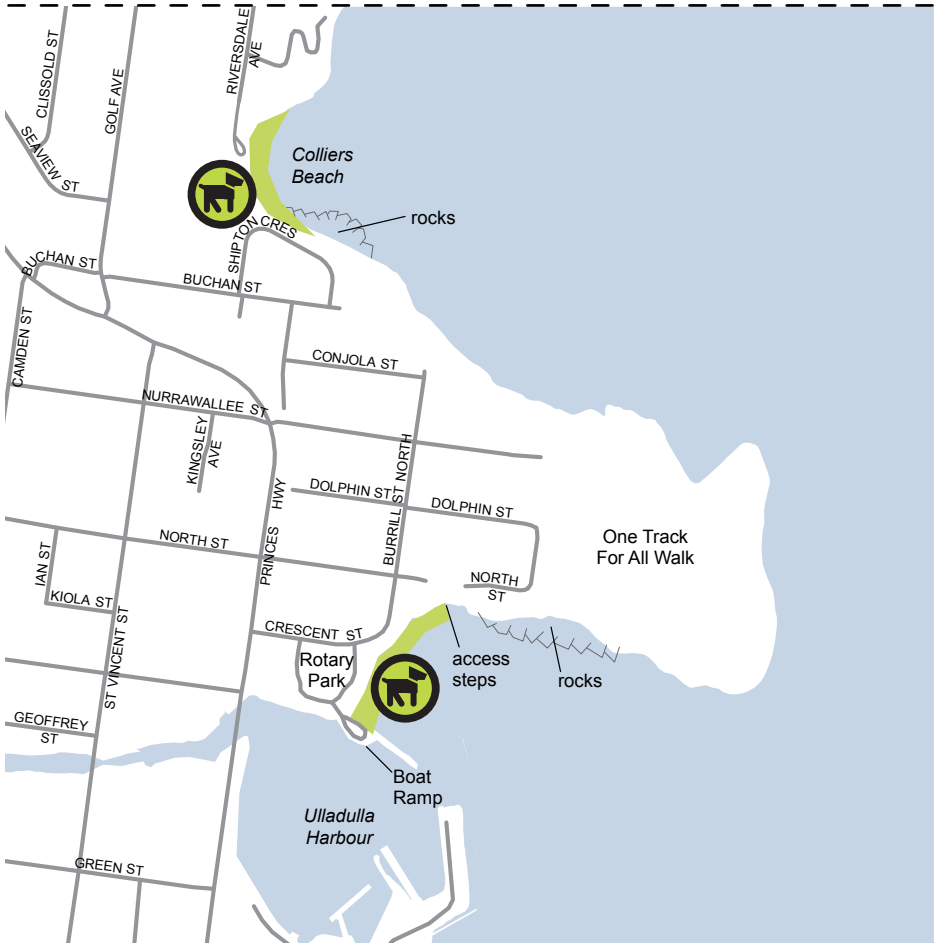 CLISSOLD ST
GOLF AVE
RIVERSDALE
AVE
SEAVIEW ST
Colliers
Beach
rocks
SHIPTON CRES
BUCHAN ST
BUCHAN ST
CAMDEN ST
CONJOLA ST
NURRAWALLEE ST
KINGSLEY
AVE
BURRILL ST NORTH
DOLPHIN ST
DOLPHIN ST
PRINCES HWY
NORTH ST
One Track
For All Walk
IAN ST
KIOLA ST
NORTH
ST
ST VINCENT ST
CRESCENT ST
Rotary
Park
access
steps
rocks
GEOFFREY
ST
Boat
Ramp
Ulladulla
Harbour
GREEN ST